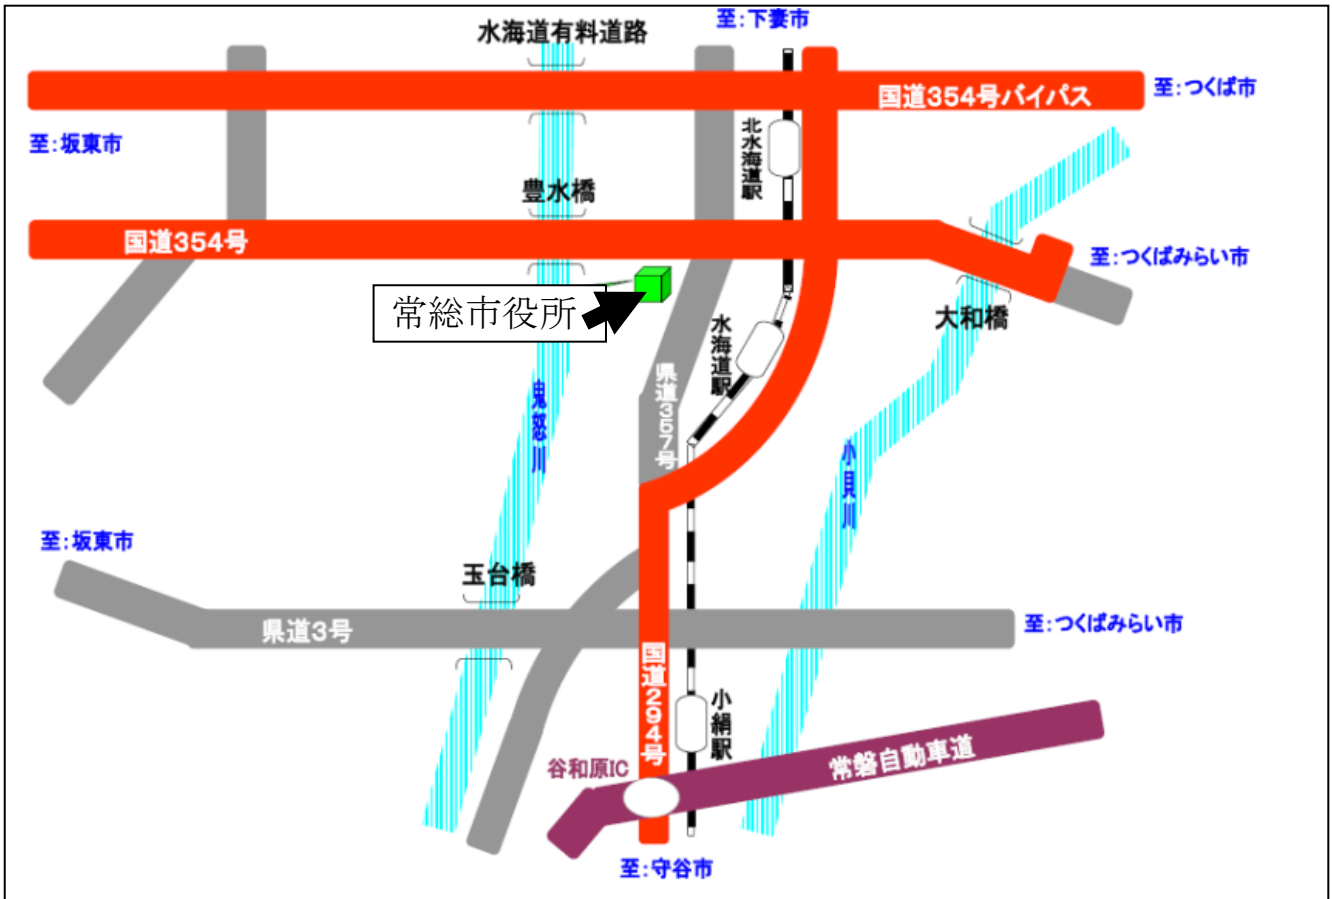 水海道有料道路
至:下妻市
国道354号バイパス
至:つくば市
至:坂東市
北水海道駅
豊水橋
国道354号
至:つくばみらい市
常総市役所
大和橋
水海道駅
県道357号
鬼怒川
小貝川
至:坂東市
玉台橋
県道3号
至:つくばみらい市
国道294号
小絹駅
谷和原IC
常磐自動車道
至:守谷市